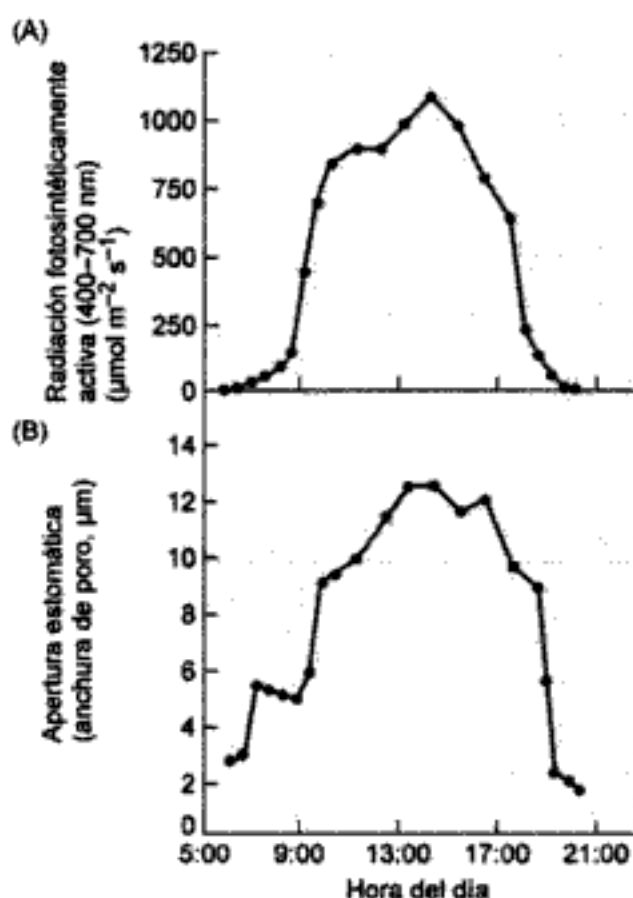 (A)
Radiación fotosintéticamente
activa (400–700 nm)
(μmol m⁻² s⁻¹)
1250
1000
750
500
250
0
(B)
Apertura estomática
(anchura de poro, μm)
14
12
10
8
6
4
2
0
5:00 9:00 13:00 17:00 21:00
Hora del dia